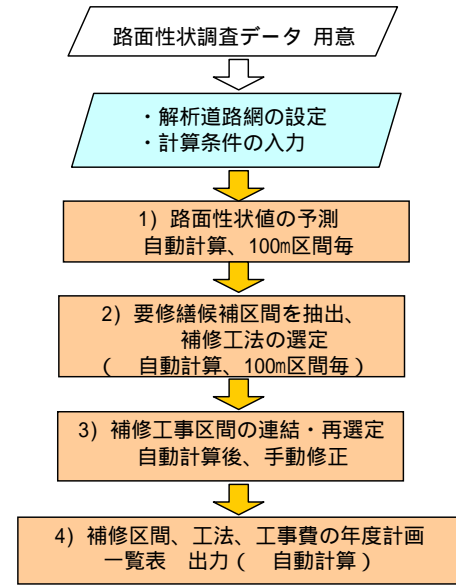 路面性状調査データ 用意
・解析道路網の設定
・計算条件の入力
1) 路面性状値の予測
自動計算、100m区間毎
2) 要修繕候補区間を抽出、
補修工法の選定
( 自動計算、100m区間毎)
3) 補修工事区間の連結・再選定
自動計算後、手動修正
4) 補修区間、工法、工事費の年度計画
一覧表 出力( 自動計算)